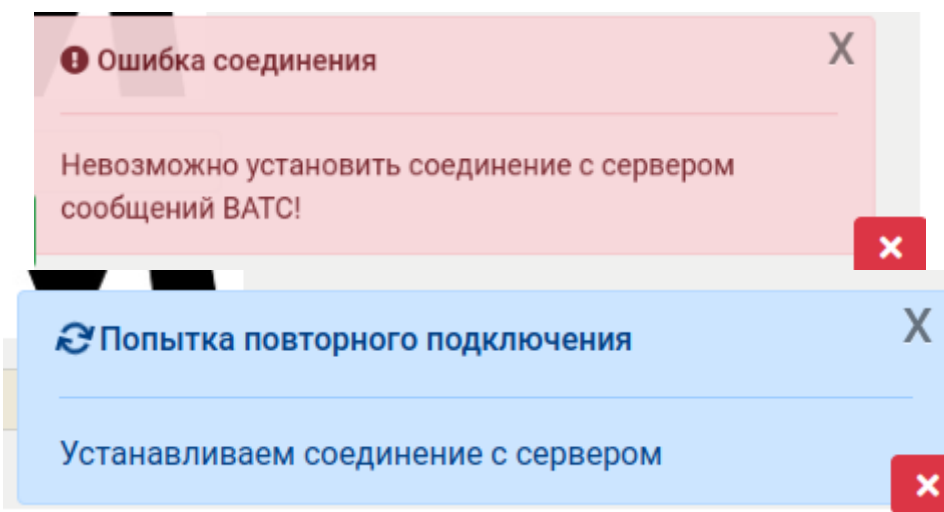 Ошибка соединения
X
Невозможно установить соединение с сервером
сообщений ВАТС!
Попытка повторного подключения
X
Устанавливаем соединение с сервером